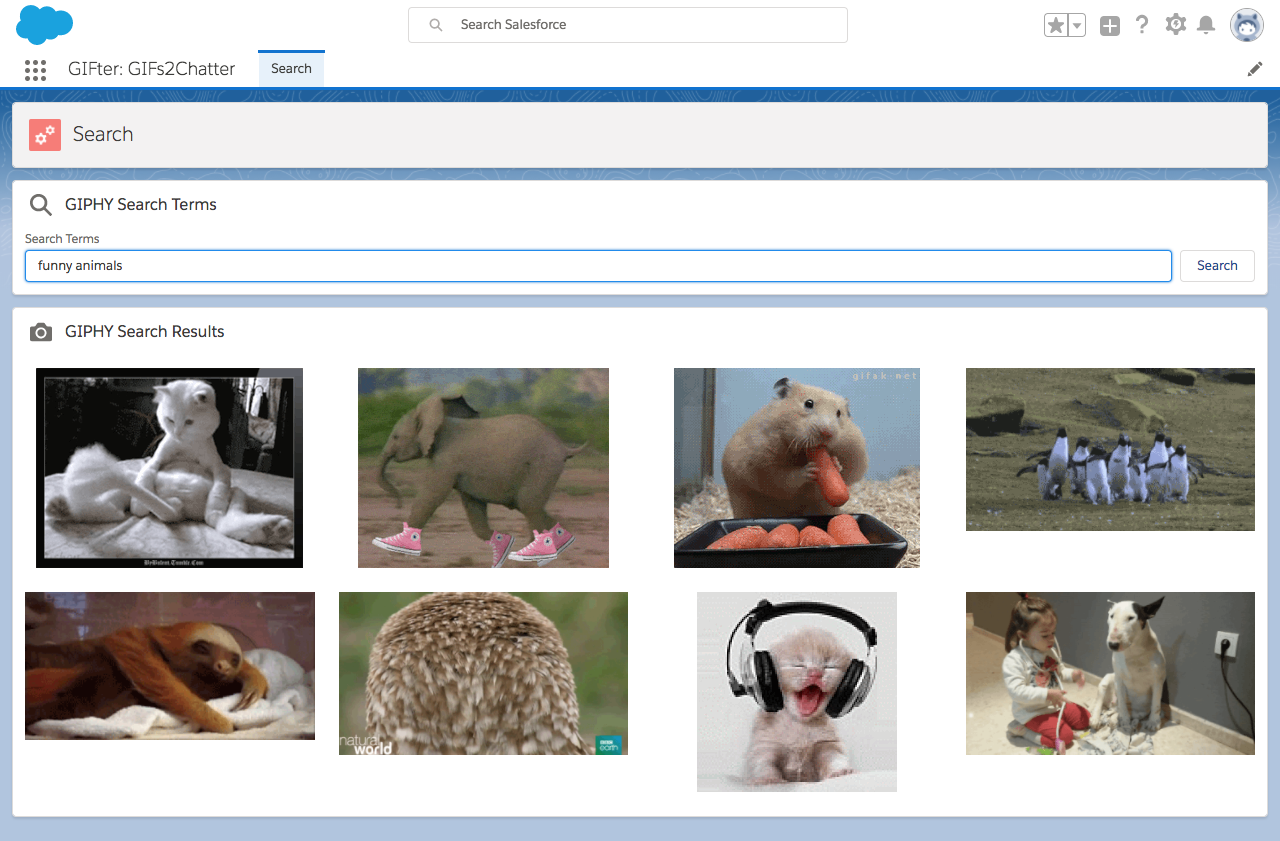 Search Salesforce
GIFter: GIFs2Chatter
Search
Search
GIPHY Search Terms
Search Terms
funny animals
Search
GIPHY Search Results
gifak-net
natural
world
BBC
earth